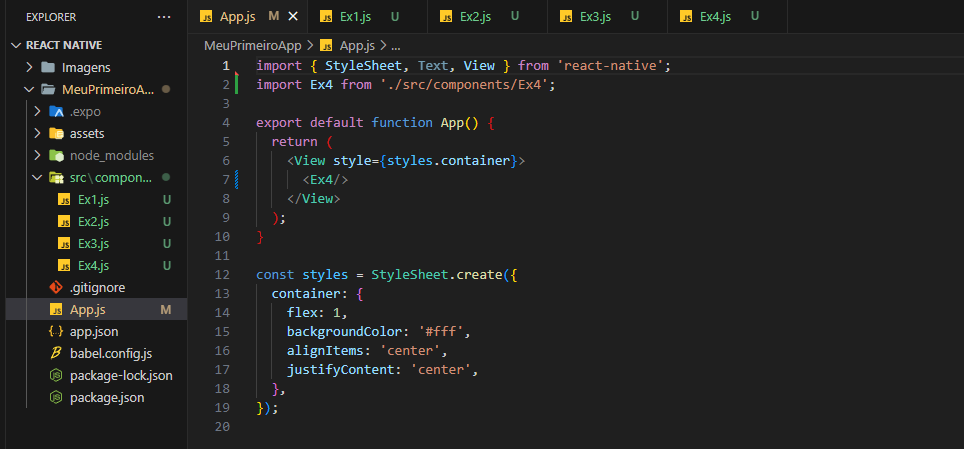 EXPLORER ...
REACT NATIVE
Imagens
MeuPrimeiroA...
.expo
assets
node_modules
src\compon...
Ex1.js U
Ex2.js U
Ex3.js U
Ex4.js U
.gitignore
App.js M
app.json
babel.config.js
package-lock.json
package.json
App.js M Ex1.js U Ex2.js U Ex3.js U Ex4.js U
MeuPrimeiroApp > App.js > ...
1 import { StyleSheet, Text, View } from 'react-native';
2 import Ex4 from './src/components/Ex4';
3
4 export default function App() {
5 return (
6 <View style={styles.container}>
7 <Ex4/>
8 </View>
9 );
10 }
11
12 const styles = StyleSheet.create({
13 container: {
14 flex: 1,
15 backgroundColor: '#fff',
16 alignItems: 'center',
17 justifyContent: 'center',
18 },
19 });
20